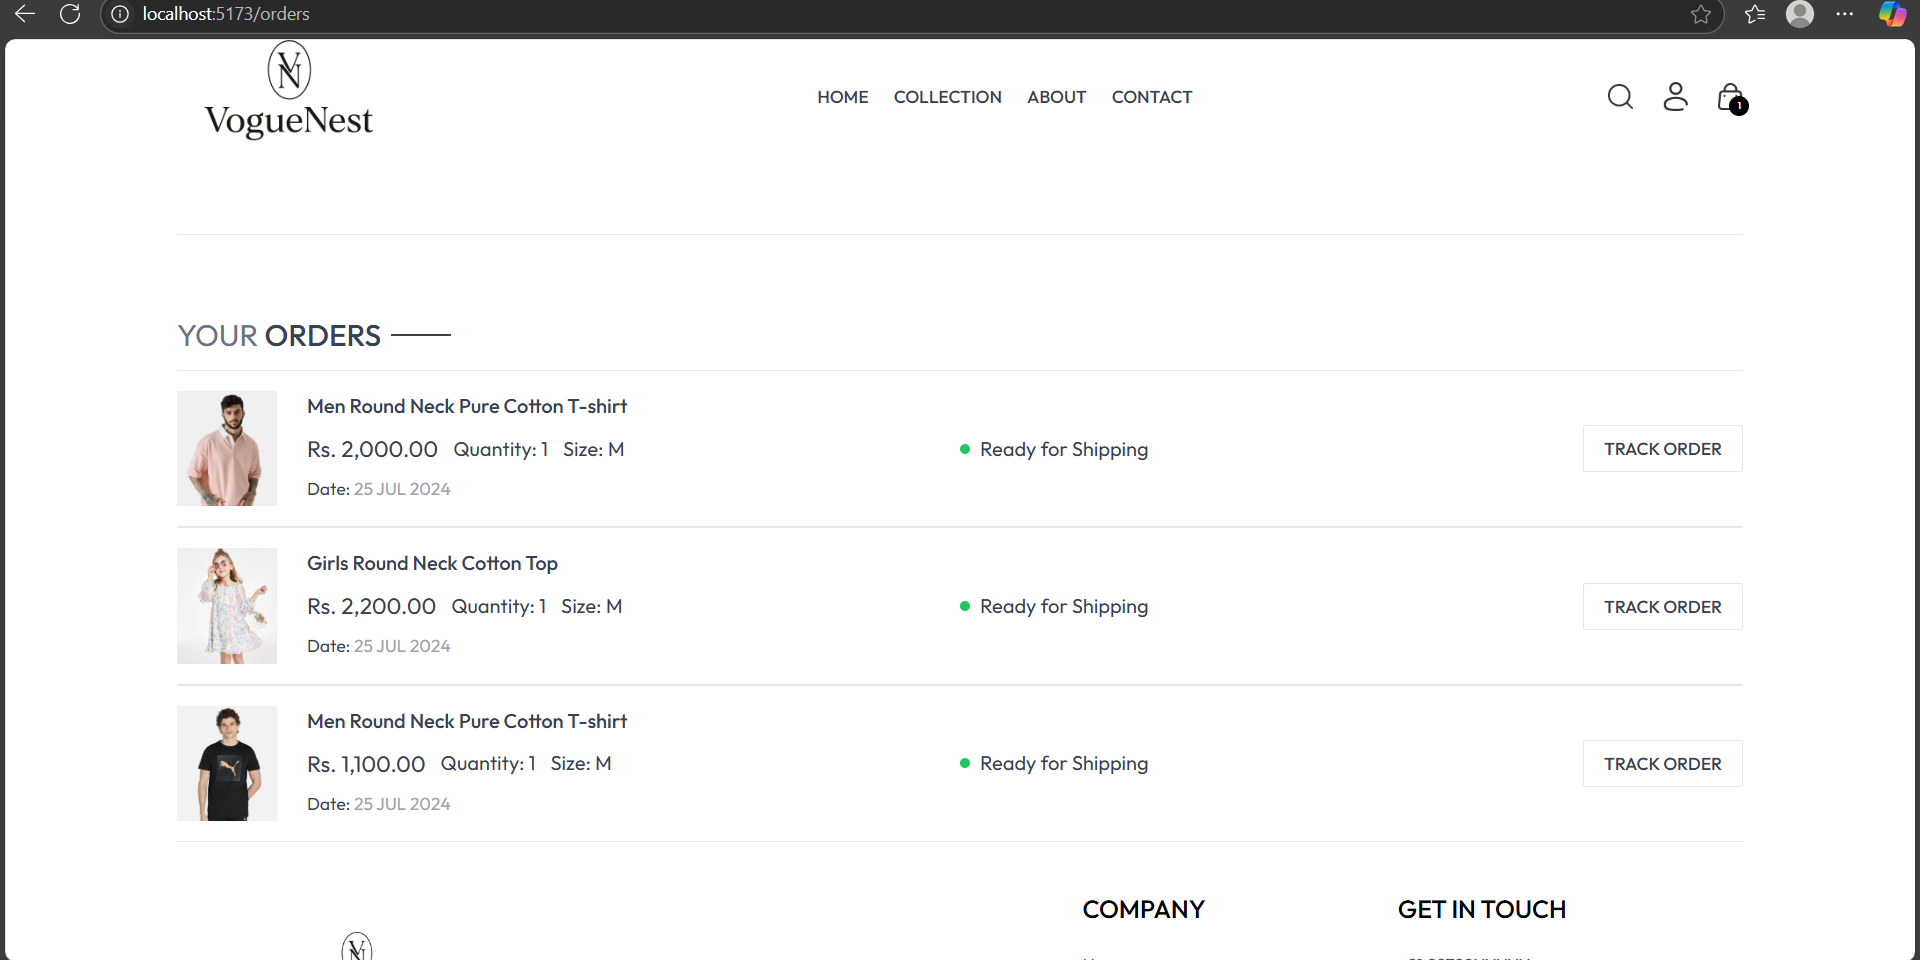 localhost:5173/orders
VN
VogueNest
HOME COLLECTION ABOUT CONTACT
1
YOUR ORDERS
Men Round Neck Pure Cotton T-shirt
Rs. 2,000.00 Quantity: 1 Size: M
Date: 25 JUL 2024
Ready for Shipping
TRACK ORDER
Girls Round Neck Cotton Top
Rs. 2,200.00 Quantity: 1 Size: M
Date: 25 JUL 2024
Ready for Shipping
TRACK ORDER
Men Round Neck Pure Cotton T-shirt
Rs. 1,100.00 Quantity: 1 Size: M
Date: 25 JUL 2024
Ready for Shipping
TRACK ORDER
COMPANY
GET IN TOUCH
VN